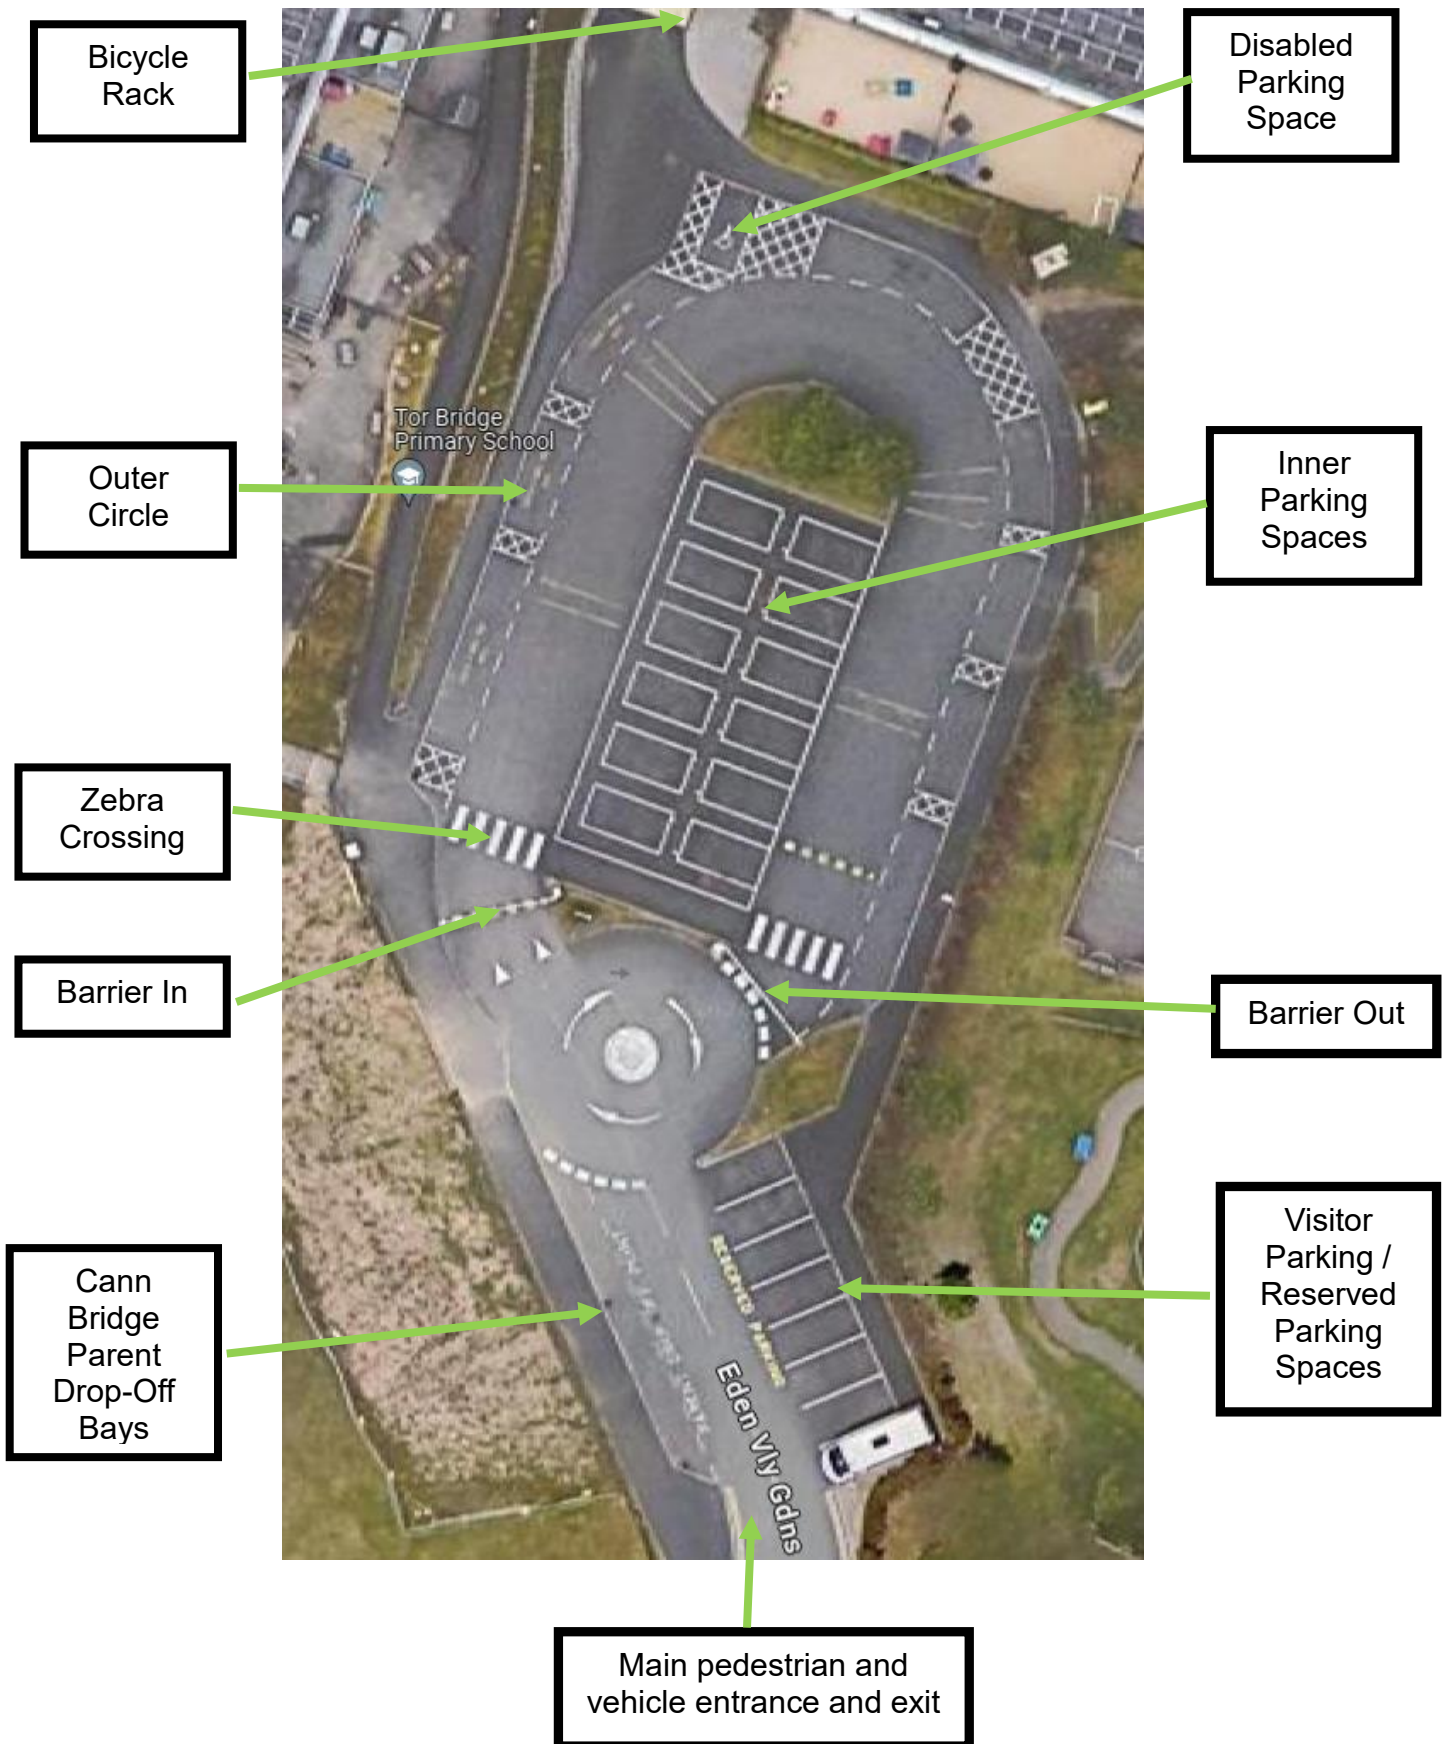 Bicycle
Rack
Disabled
Parking
Space
Tor Bridge
Primary School
Outer
Circle
Inner
Parking
Spaces
Zebra
Crossing
Barrier In
Barrier Out
Cann
Bridge
Parent
Drop-Off
Bays
RESERVED PARKING
Eden Vly Gdns
Visitor
Parking /
Reserved
Parking
Spaces
Main pedestrian and
vehicle entrance and exit